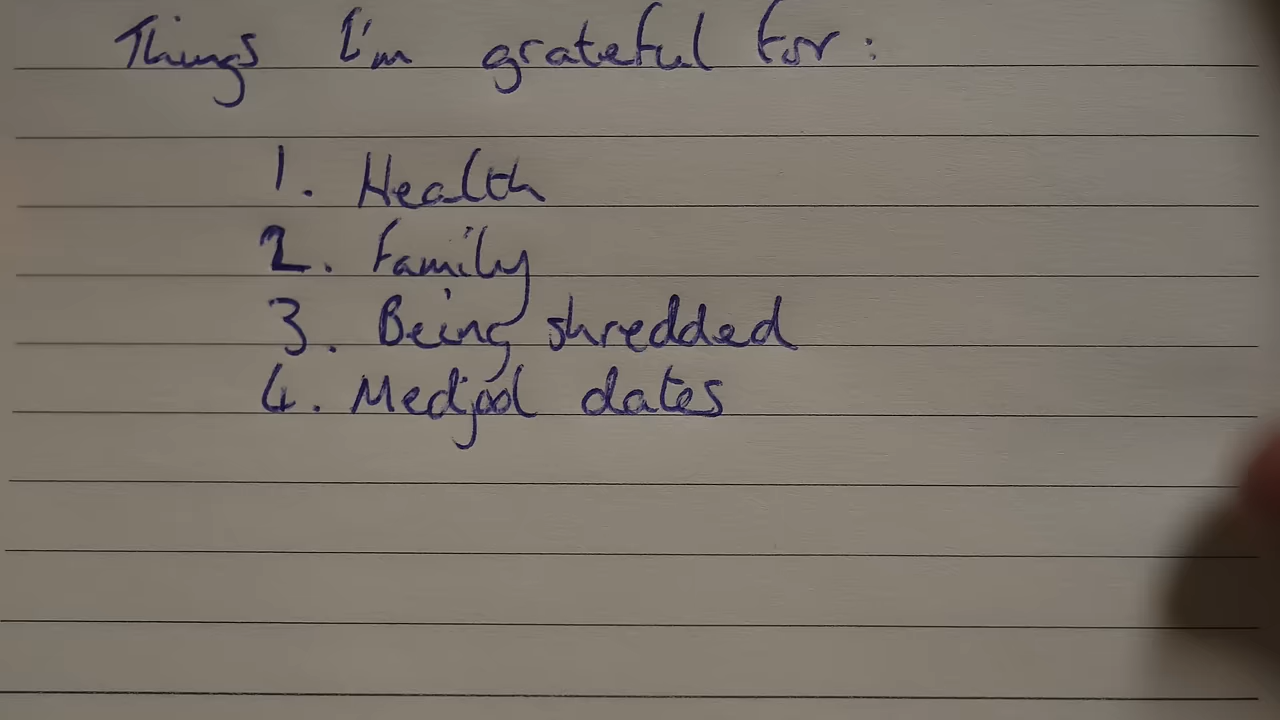 Things I'm grateful for:
1. Health
2. Family
3. Being shredded
4. Medjool dates